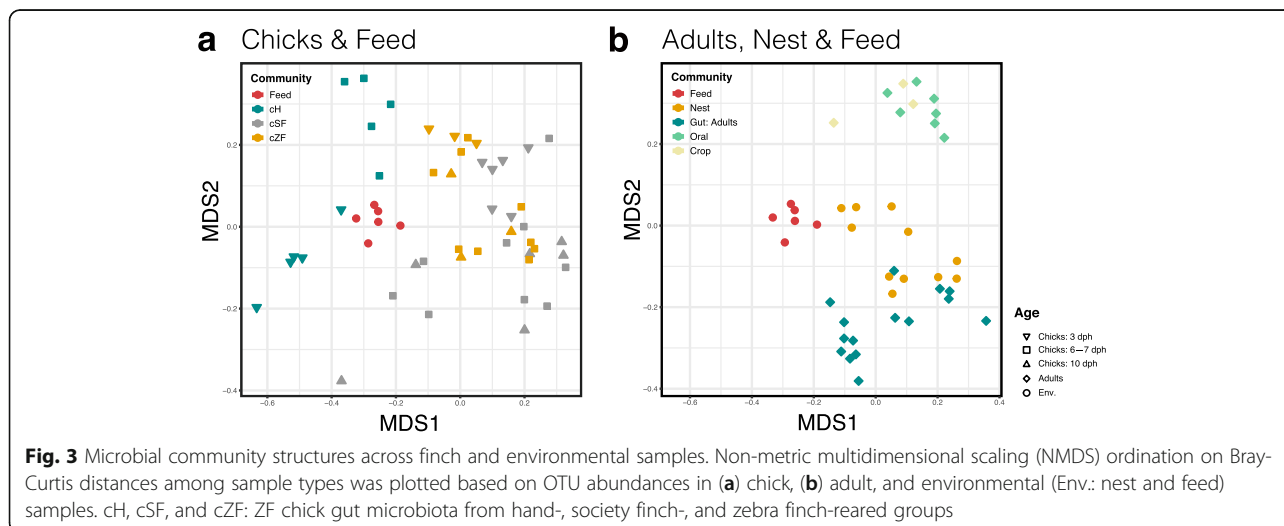 a Chicks & Feed
Community
Feed
cH
cSF
cZF
MDS2
0.2
0.0
−0.2
−0.4
−0.6 −0.4 −0.2 0.0 0.2
MDS1
b Adults, Nest & Feed
Community
Feed
Nest
Gut: Adults
Oral
Crop
MDS2
0.2
0.0
−0.2
−0.4
−0.6 −0.4 −0.2 0.0 0.2 0.4
MDS1
Age
Chicks: 3 dph
Chicks: 6—7 dph
Chicks: 10 dph
Adults
Env.
Fig. 3 Microbial community structures across finch and environmental samples. Non-metric multidimensional scaling (NMDS) ordination on Bray-
Curtis distances among sample types was plotted based on OTU abundances in (a) chick, (b) adult, and environmental (Env.: nest and feed)
samples. cH, cSF, and cZF: ZF chick gut microbiota from hand-, society finch-, and zebra finch-reared groups